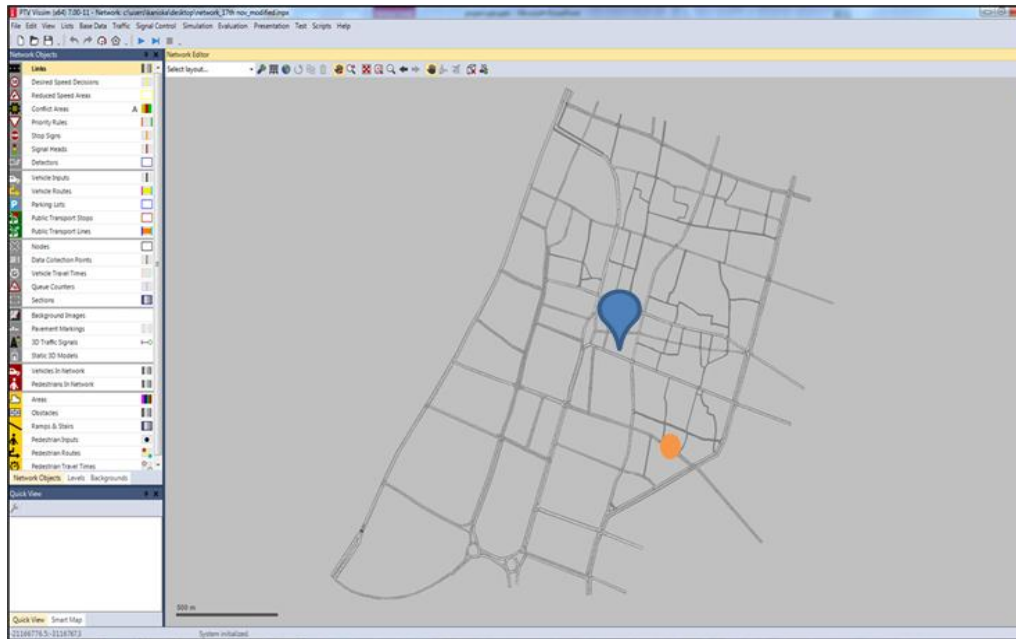 PTV Vissim (x64) 7.00-11 - Network: c:\users\kanioka\desktop\network_17th nov_modified.inpx
File Edit View Lists Base Data Traffic Signal Control Simulation Evaluation Presentation Test Scripts Help
Network Objects
Network Editor
Select layout...
Links
Desired Speed Decisions
Reduced Speed Areas
Conflict Areas A
Priority Rules
Stop Signs
Signal Heads
Detectors
Vehicle Inputs
Vehicle Routes
Parking Lots
Public Transport Stops
Public Transport Lines
Nodes
Data Collection Points
Vehicle Travel Times
Queue Counters
Sections
Background Images
Pavement Markings
3D Traffic Signals
Static 3D Models
Vehicles In Network
Pedestrians In Network
Areas
Obstacles
Ramps & Stairs
Pedestrian Inputs
Pedestrian Routes
Pedestrian Travel Times
Network Objects Levels Backgrounds
Quick View
500 m
Quick View Smart Map
System initialized.